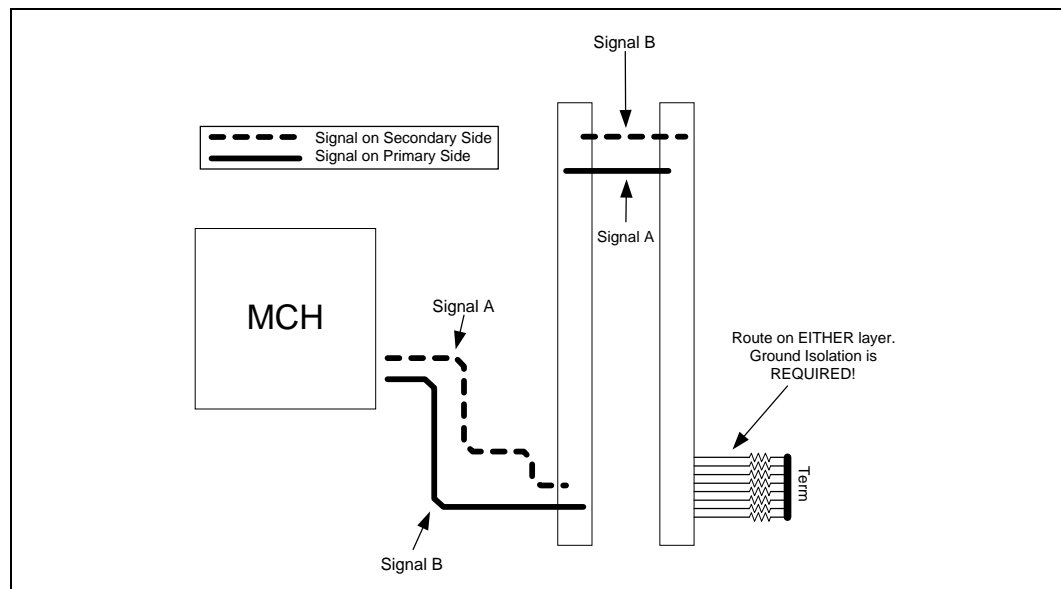 Signal B
Signal on Secondary Side
Signal on Primary Side
Signal A
MCH
Signal A
Route on EITHER layer.
Ground Isolation is
REQUIRED!
Term
Signal B